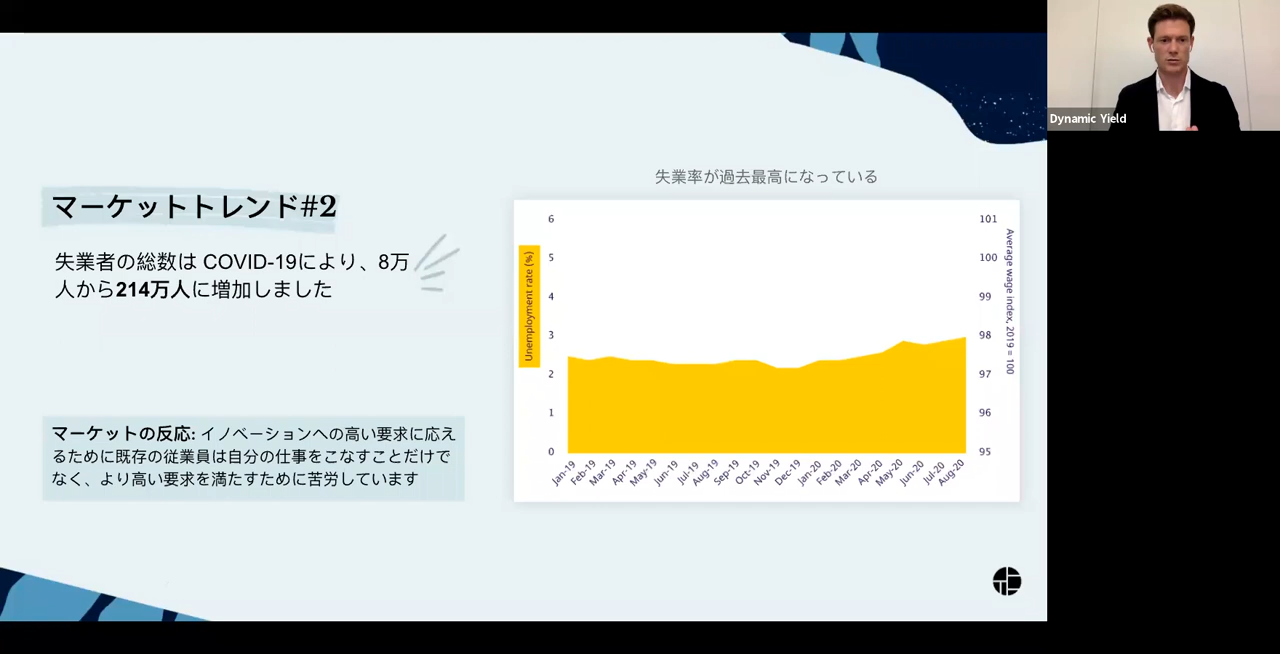 Dynamic Yield
マーケットトレンド#2
失業者の総数は COVID-19により、8万
人から214万人に増加しました
マーケットの反応: イノベーションへの高い要求に応え
るために既存の従業員は自分の仕事をこなすことだけで
なく、より高い要求を満たすために苦労しています
失業率が過去最高になっている
Unemployment rate (%)
6
5
4
3
2
1
0
101
100
99
98
97
96
95
Average wage index, 2019 = 100
Jan-19
Feb-19
Mar-19
Apr-19
May-19
Jun-19
Jul-19
Aug-19
Sep-19
Oct-19
Nov-19
Dec-19
Jan-20
Feb-20
Mar-20
Apr-20
May-20
Jun-20
Jul-20
Aug-20